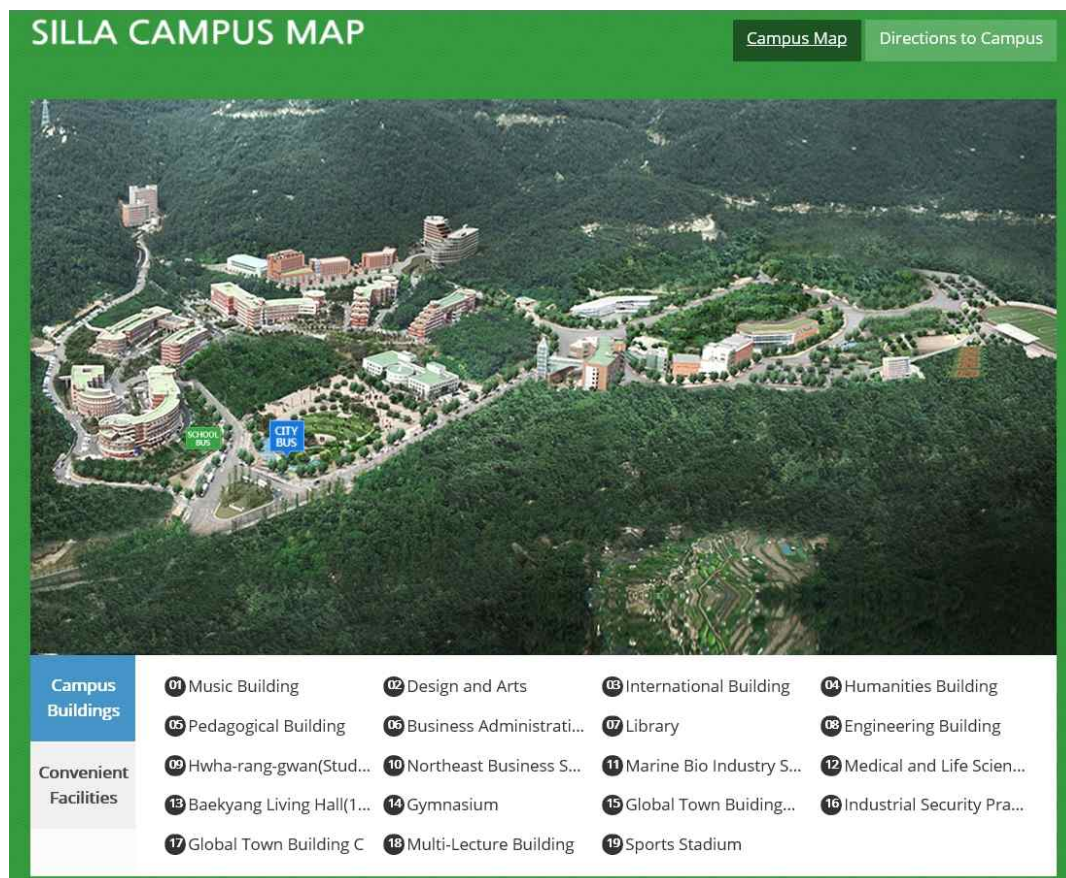 SILLA CAMPUS MAP
Campus Map Directions to Campus
SCHOOL
BUS
CITY
BUS
Campus
Buildings
01 Music Building 02 Design and Arts 03 International Building 04 Humanities Building
05 Pedagogical Building 06 Business Administrati... 07 Library 08 Engineering Building
Convenient
Facilities
09 Hwha-rang-gwan(Stud... 10 Northeast Business S... 11 Marine Bio Industry S... 12 Medical and Life Scien...
13 Baekyang Living Hall(1... 14 Gymnasium 15 Global Town Buiding... 16 Industrial Security Pra...
17 Global Town Building C 18 Multi-Lecture Building 19 Sports Stadium